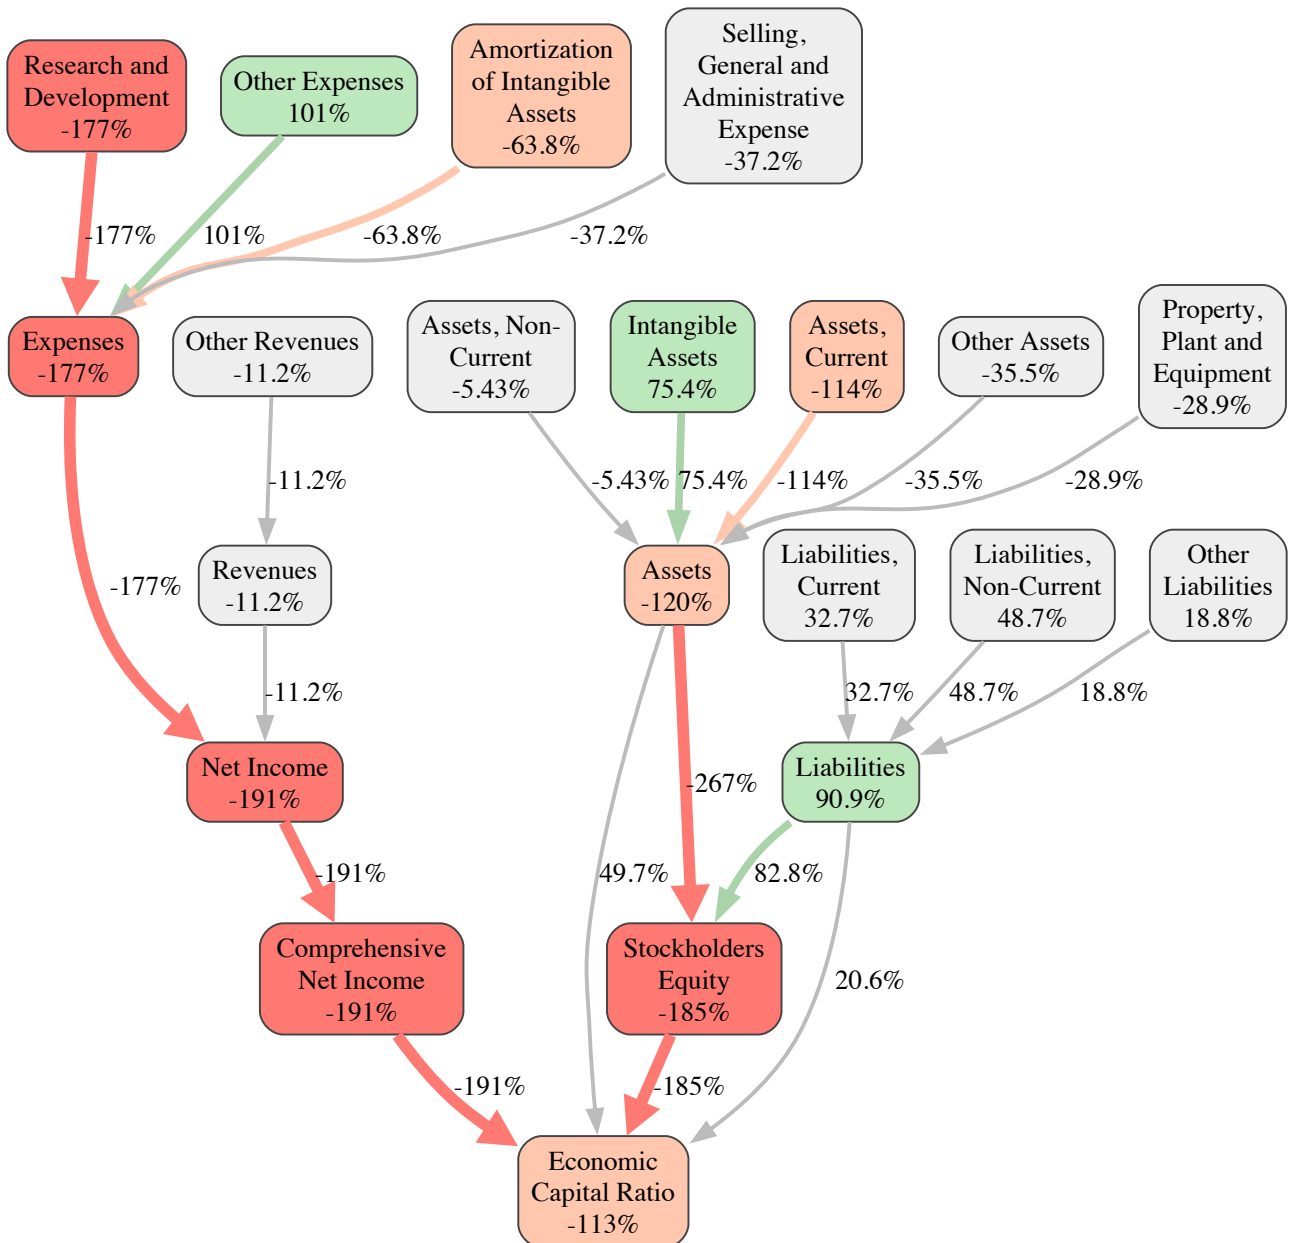 Research and
Development
-177%
Other Expenses
101%
Amortization
of Intangible
Assets
-63.8%
Selling,
General and
Administrative
Expense
-37.2%
-177%
101%
-63.8%
-37.2%
Expenses
-177%
Other Revenues
-11.2%
Assets, Non-
Current
-5.43%
Intangible
Assets
75.4%
Assets,
Current
-114%
Other Assets
-35.5%
Property,
Plant and
Equipment
-28.9%
-11.2%
-5.43%
75.4%
-114%
-35.5%
-28.9%
-177%
Revenues
-11.2%
Assets
-120%
Liabilities,
Current
32.7%
Liabilities,
Non-Current
48.7%
Other
Liabilities
18.8%
-11.2%
32.7%
48.7%
18.8%
Net Income
-191%
-267%
Liabilities
90.9%
-191%
49.7%
82.8%
Comprehensive
Net Income
-191%
Stockholders
Equity
-185%
20.6%
-191%
-185%
Economic
Capital Ratio
-113%